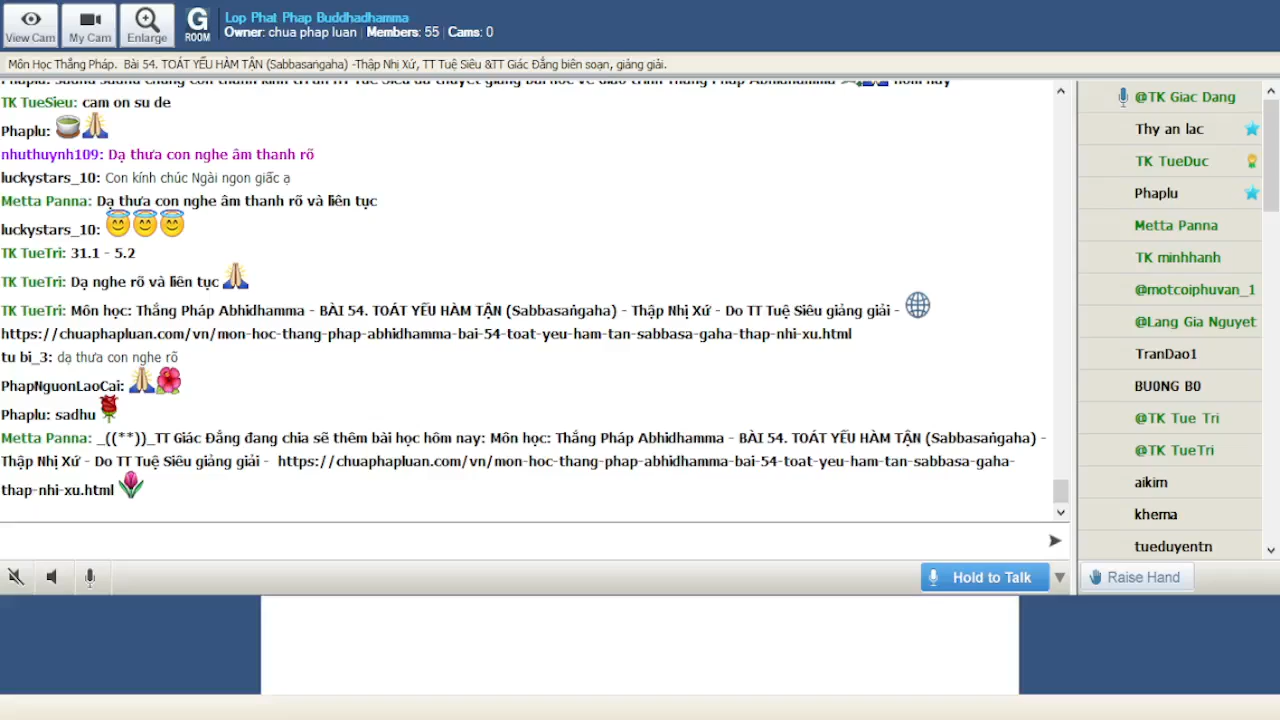 View Cam
My Cam
Enlarge
G
ROOM
Lop Phat Phap Buddhadhamma
Owner: chua phap luan | Members: 55 | Cams: 0
Môn Học Thắng Pháp. Bài 54. TOÁT YẾU HÀM TẬN (Sabbasaṅgaha) -Thập Nhị Xứ, TT Tuệ Siêu &TT Giác Đẳng biên soạn, giảng giải.
TK TueSieu: cam on su de
Phaplu:
nhuthuynh109: Dạ thưa con nghe âm thanh rõ
luckystars_10: Con kính chúc Ngài ngon giấc ạ
Metta Panna: Dạ thưa con nghe âm thanh rõ và liên tục
luckystars_10:
TK TueTri: 31.1 - 5.2
TK TueTri: Dạ nghe rõ và liên tục
TK TueTri: Môn học: Thắng Pháp Abhidhamma - BÀI 54. TOÁT YẾU HÀM TẬN (Sabbasaṅgaha) - Thập Nhị Xứ - Do TT Tuệ Siêu giảng giải -
https://chuaphapluan.com/vn/mon-hoc-thang-phap-abhidhamma-bai-54-toat-yeu-ham-tan-sabbasa-gaha-thap-nhi-xu.html
tu bi_3: dạ thưa con nghe rõ
PhapNguonLaoCai:
Phaplu: sadhu
Metta Panna: _((**))_TT Giác Đẳng đang chia sẽ thêm bài học hôm nay: Môn học: Thắng Pháp Abhidhamma - BÀI 54. TOÁT YẾU HÀM TẬN (Sabbasaṅgaha) -
Thập Nhị Xứ - Do TT Tuệ Siêu giảng giải - https://chuaphapluan.com/vn/mon-hoc-thang-phap-abhidhamma-bai-54-toat-yeu-ham-tan-sabbasa-gaha-
thap-nhi-xu.html
Hold to Talk
@TK Giac Dang
Thy an lac
TK TueDuc
Phaplu
Metta Panna
TK minhhanh
@motcoiphuvan_1
@Lang Gia Nguyet
TranDao1
BU0NG B0
@TK Tue Tri
@TK TueTri
aikim
khema
tueduyentn
Raise Hand